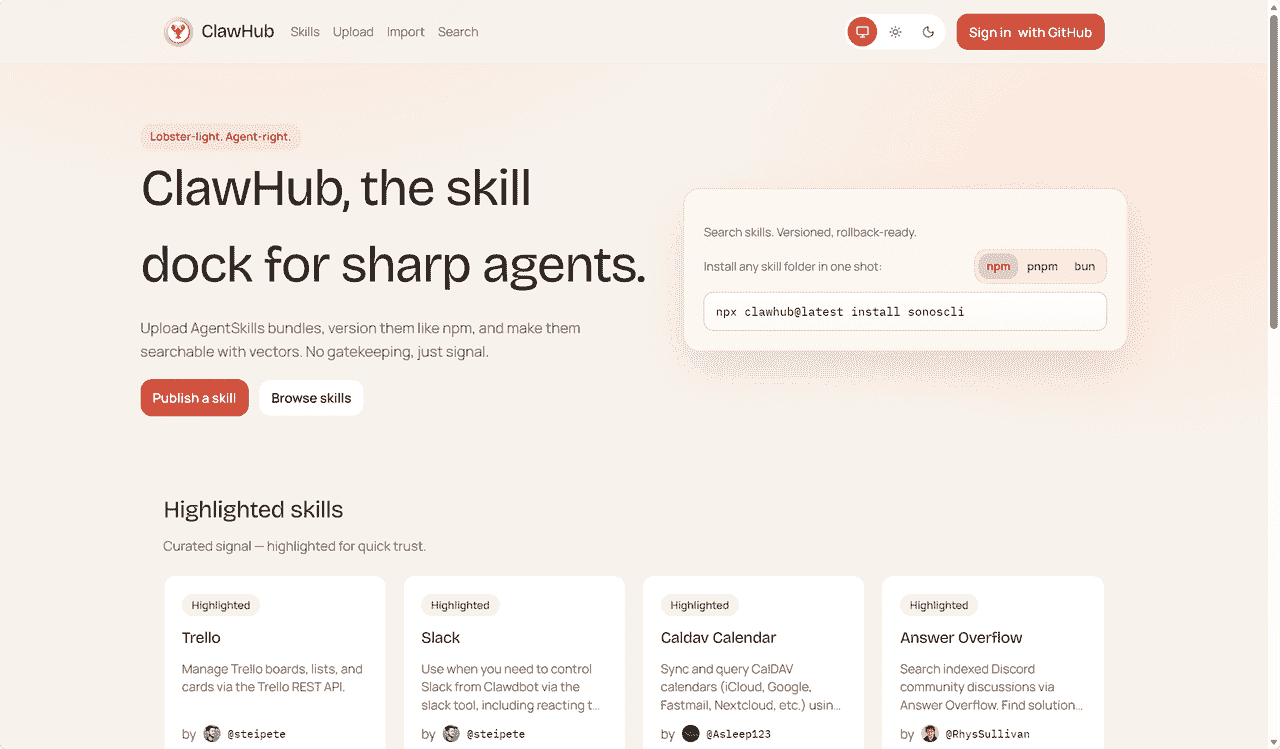 ClawHub Skills Upload Import Search Sign in with GitHub
Lobster-light. Agent-right.
ClawHub, the skill
dock for sharp agents.
Upload AgentSkills bundles, version them like npm, and make them
searchable with vectors. No gatekeeping, just signal.
Publish a skill Browse skills
Search skills. Versioned, rollback-ready.
Install any skill folder in one shot: npm pnpm bun
npx clawhub@latest install sonoscli
Highlighted skills
Curated signal — highlighted for quick trust.
Highlighted
Trello
Manage Trello boards, lists, and
cards via the Trello REST API.
by @steipete
Highlighted
Slack
Use when you need to control
Slack from Clawdbot via the
slack tool, including reacting t...
by @steipete
Highlighted
Caldav Calendar
Sync and query CalDAV
calendars (iCloud, Google,
Fastmail, Nextcloud, etc.) usin...
by @Asleep123
Highlighted
Answer Overflow
Search indexed Discord
community discussions via
Answer Overflow. Find solution...
by @RhysSullivan